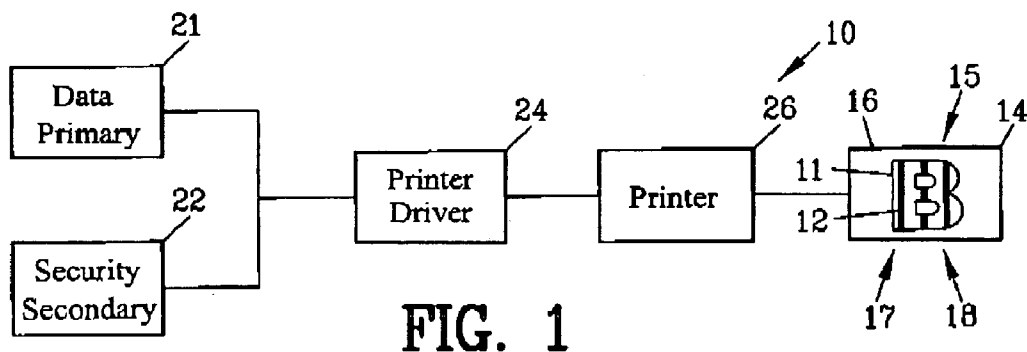 21
10
Data
Primary
24
26
16
15
14
11
12
Printer
Driver
Printer
22
Security
Secondary
17
18
B
FIG. 1